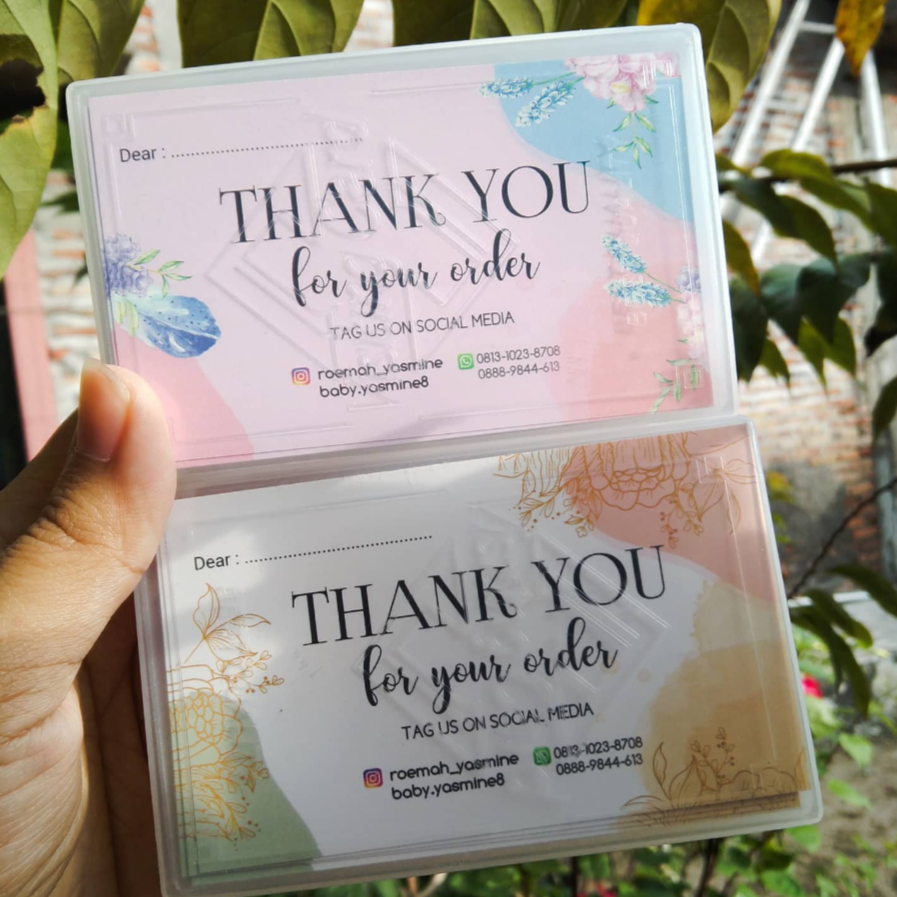 Dear : ................................................
THANK YOU
for your order
TAG US ON SOCIAL MEDIA
roemah_yasmine
baby.yasmine8
0813-1023-8708
0888-9844-613
Dear : ................................................
THANK YOU
for your order
TAG US ON SOCIAL MEDIA
roemah_yasmine
baby.yasmine8
0813-1023-8708
0888-9844-613